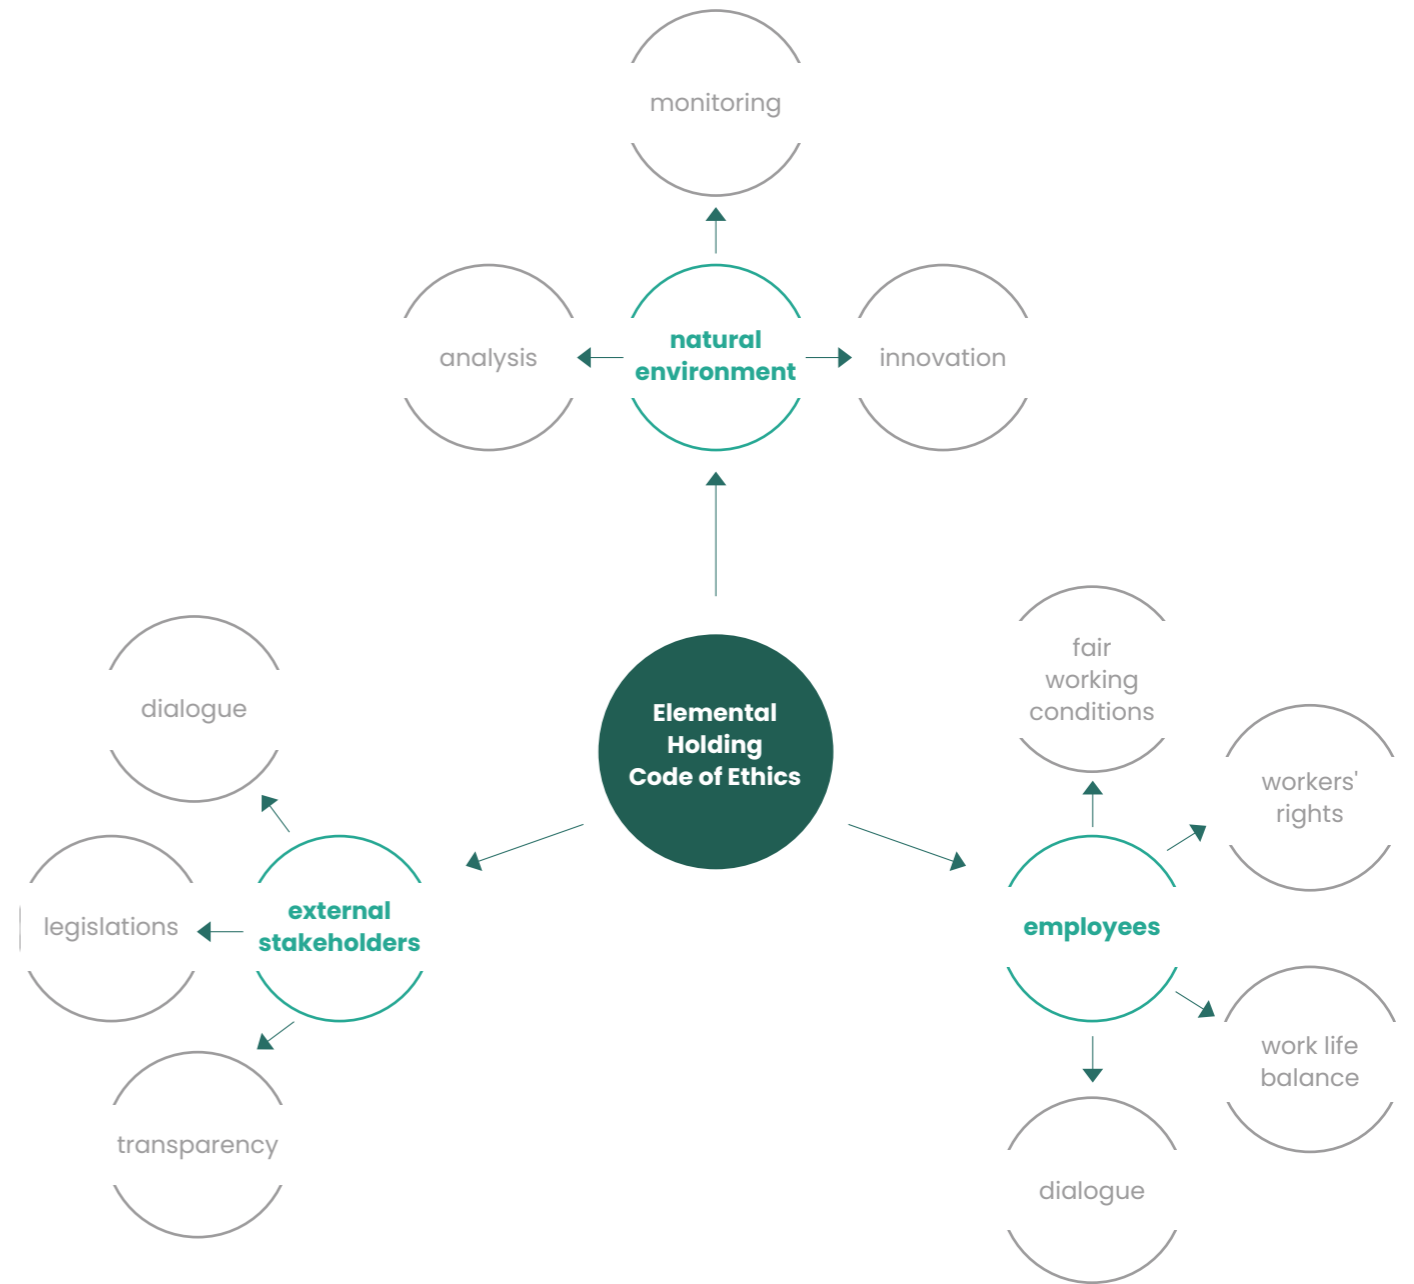 monitoring
analysis
natural
environment
innovation
Elemental
Holding
Code of Ethics
dialogue
legislations
external
stakeholders
transparency
fair
working
conditions
workers'
rights
employees
work life
balance
dialogue